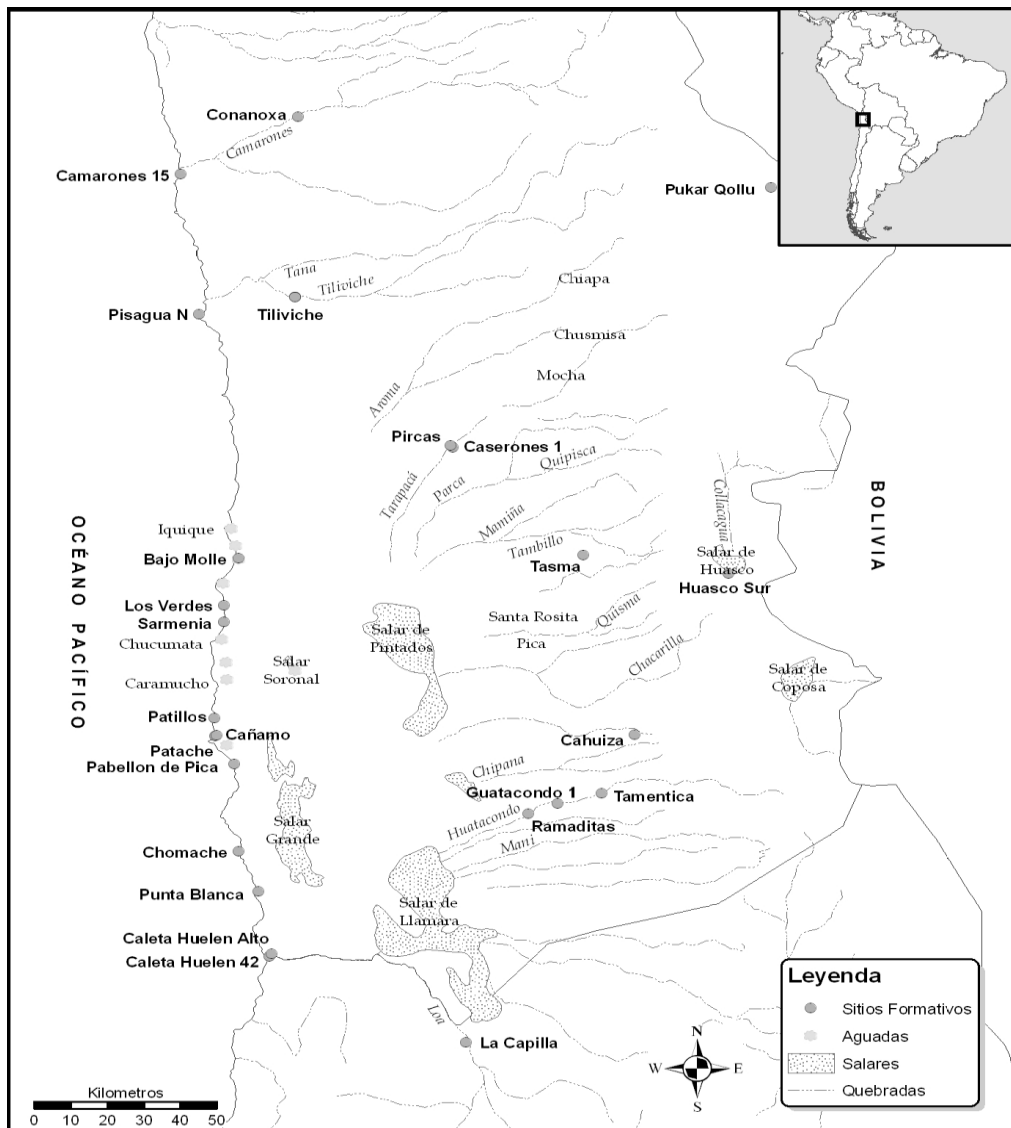 Conanoxa
Camarones
Camarones 15
Pukar Qollu
Tana
Tiliviche
Chiapa
Pisagua N
Tiliviche
Chusmisa
Mocha
Aroma
Pircas
Caserones 1
Quipisca
Tarapacá
Parca
Mamiña
Collacagua
BOLIVIA
OCÉANO PACÍFICO
Iquique
Bajo Molle
Tambillo
Tasma
Salar de
Huasco
Huasco Sur
Los Verdes
Sarmenia
Santa Rosita
Quisma
Chucumata
Salar de
Pintados
Pica
Chacarilla
Salar
Soronal
Caramucho
Salar de
Coposa
Patillos
Cañamo
Patache
Cahuiza
Pabellon de Pica
Chipana
Guatacondo 1
Tamentica
Huatacondo
Ramaditas
Salar
Grande
Mani
Chomache
Punta Blanca
Salar de
Llamara
Caleta Huelen Alto
Caleta Huelen 42
Loa
La Capilla
N
W
E
S
Leyenda
Sitios Formativos
Aguadas
Salares
Quebradas
Kilometros
0 10 20 30 40 50